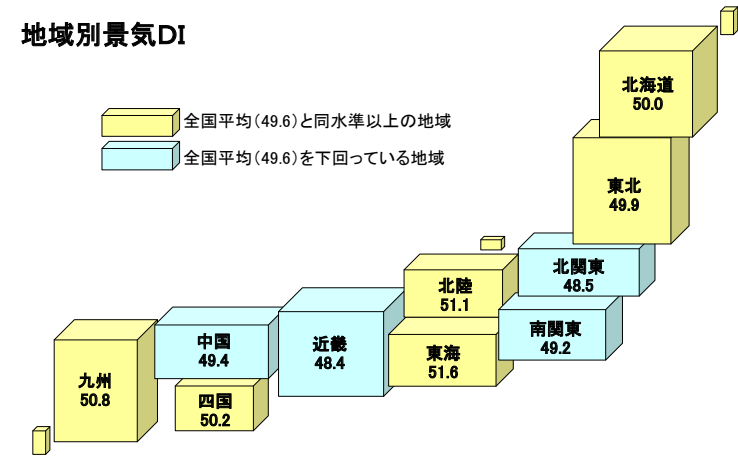 地域別景気DI
全国平均(49.6)と同水準以上の地域
全国平均(49.6)を下回っている地域
北海道
50.0
東北
49.9
北関東
48.5
北陸
51.1
南関東
49.2
東海
51.6
近畿
48.4
中国
49.4
四国
50.2
九州
50.8